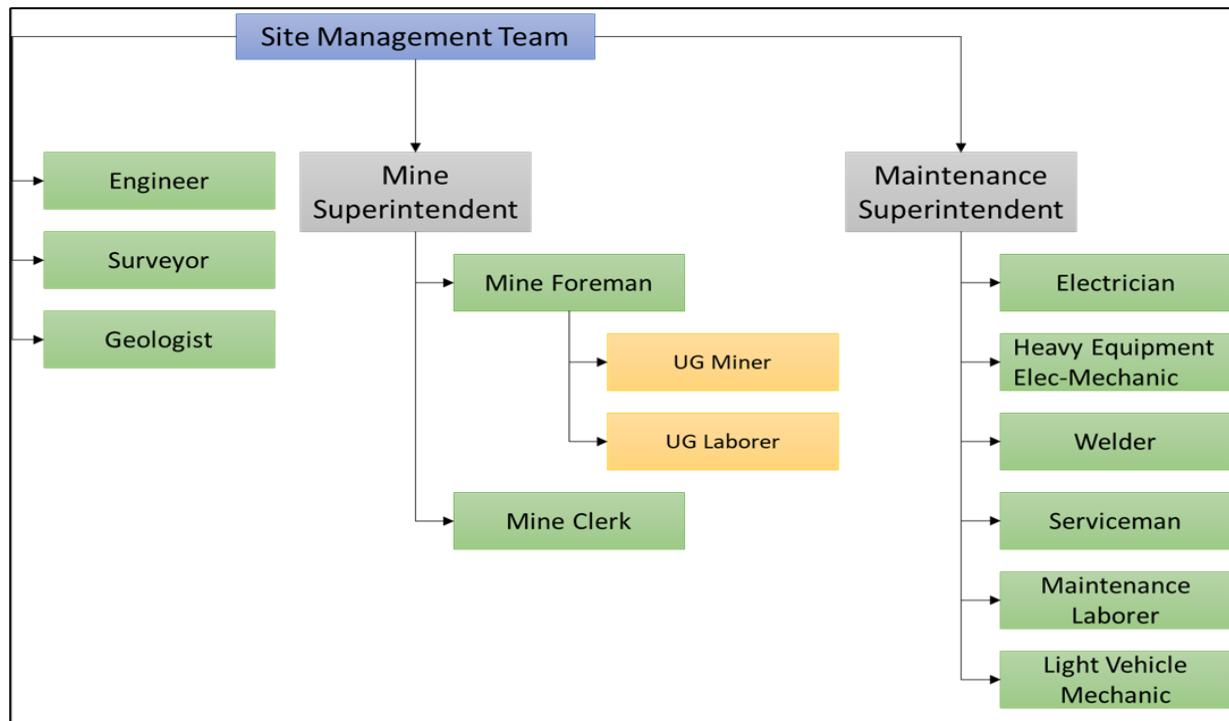 Site Management Team
Engineer
Surveyor
Geologist
Mine
Superintendent
Mine Foreman
UG Miner
UG Laborer
Mine Clerk
Maintenance
Superintendent
Electrician
Heavy Equipment
Elec-Mechanic
Welder
Serviceman
Maintenance
Laborer
Light Vehicle
Mechanic